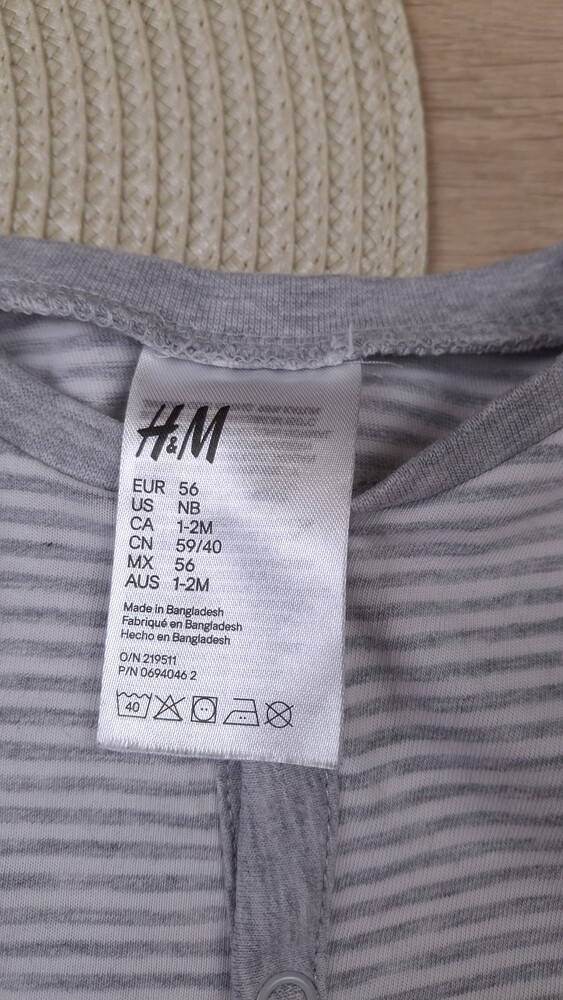 H&M
EUR 56
US NB
CA 1-2M
CN 59/40
MX 56
AUS 1-2M
Made in Bangladesh
Fabriqué en Bangladesh
Hecho en Bangladesh
O/N 219511
P/N 0694046 2
40